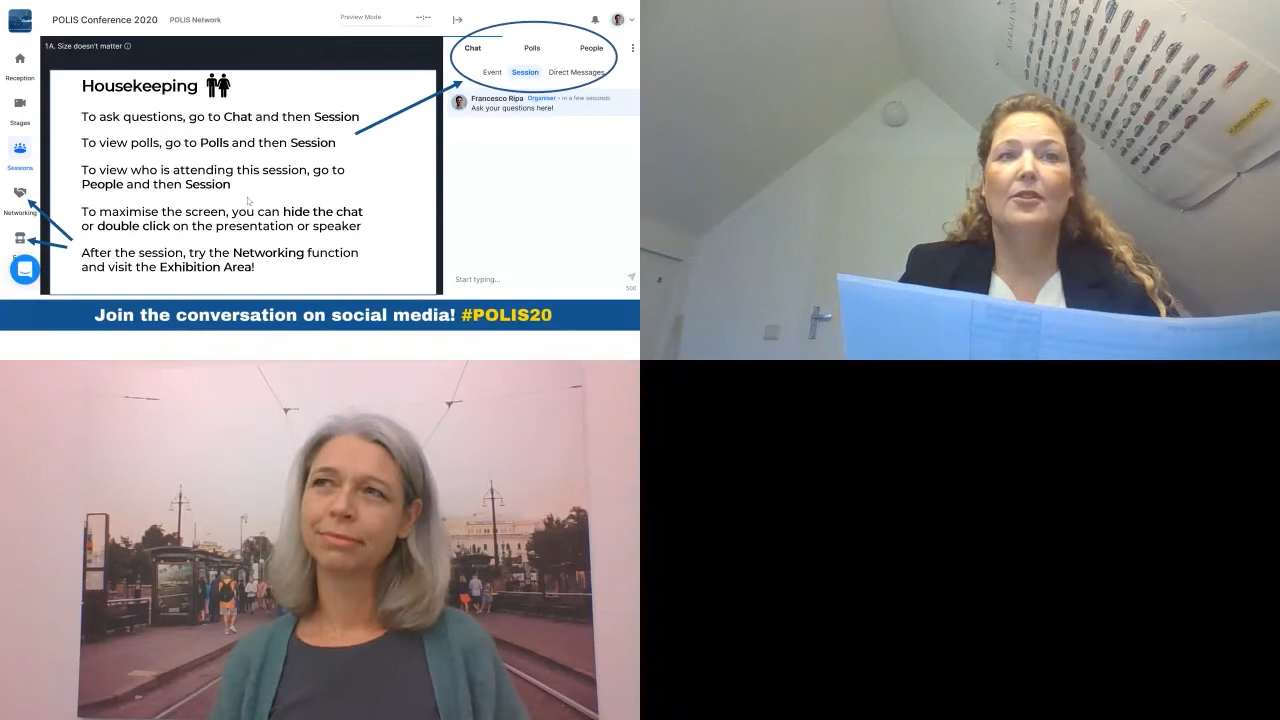 POLIS Conference 2020
POLIS Network
Preview Mode
--:--
1A. Size doesn't matter
Reception
Stages
Sessions
Networking
Housekeeping
To ask questions, go to Chat and then Session
To view polls, go to Polls and then Session
To view who is attending this session, go to
People and then Session
To maximise the screen, you can hide the chat
or double click on the presentation or speaker
After the session, try the Networking function
and visit the Exhibition Area!
Chat Polls People
Event Session Direct Messages
Francesco Ripa Organiser - in a few seconds
Ask your questions here!
Start typing...
500
Join the conversation on social media! #POLIS20